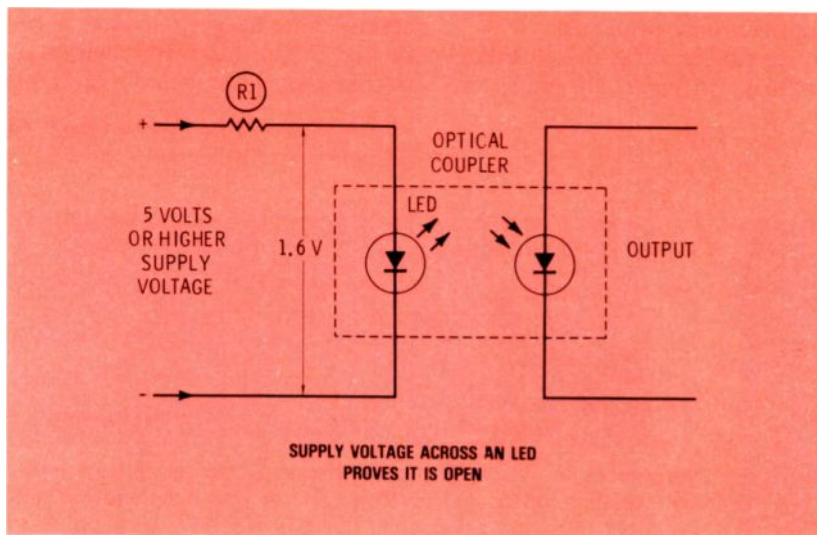 R1
+
OPTICAL
COUPLER
LED
5 VOLTS
OR HIGHER
SUPPLY
VOLTAGE
1.6 V
OUTPUT
-
SUPPLY VOLTAGE ACROSS AN LED
PROVES IT IS OPEN